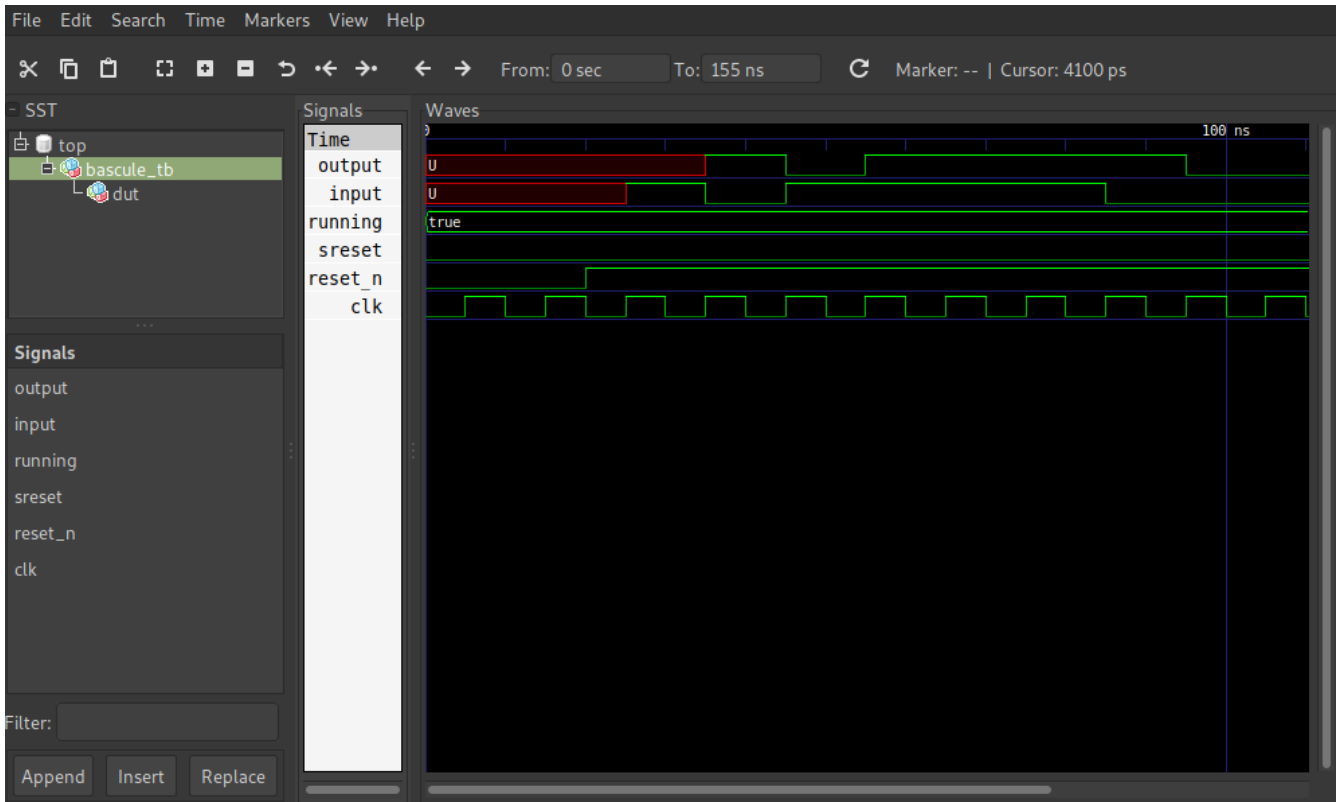 File Edit Search Time Markers View Help
From: 0 sec To: 155 ns Marker: -- | Cursor: 4100 ps
SST
top
bascule_tb
dut
Signals
output
input
running
sreset
reset_n
clk
Filter:
Append Insert Replace
Signals
Time
output
input
running
sreset
reset_n
clk
Waves
0 100 ns
U
U
true